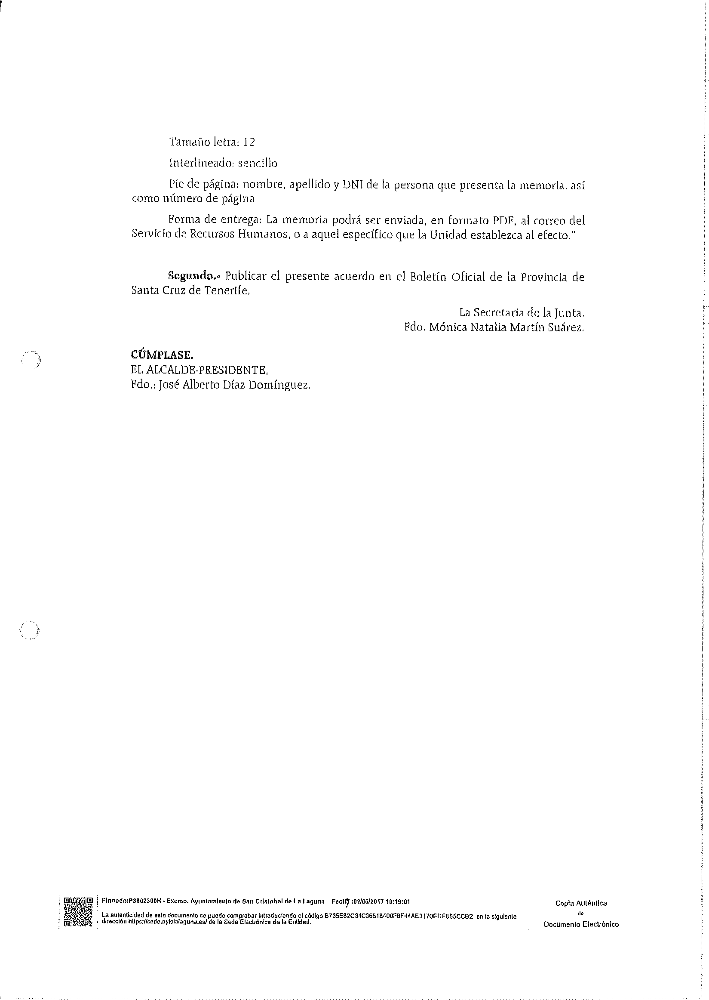 Tamaño letra: 12
Interlineado: sencillo
Pie de página: nombre, apellido y DNI de la persona que presenta la memoria, así
como número de página
Forma de entrega: La memoria podrá ser enviada, en formato PDF, al correo del
Servicio de Recursos Humanos, o a aquel específico que la Unidad establezca al efecto."
Segundo.- Publicar el presente acuerdo en el Boletín Oficial de la Provincia de
Santa Cruz de Tenerife.
La Secretaria de la Junta.
Fdo. Mónica Natalia Martín Suárez.
CÚMPLASE.
EL ALCALDE-PRESIDENTE,
Fdo.: José Alberto Díaz Domínguez.
Firmado:P3802300H - Excmo. Ayuntamiento de San Cristobal de La Laguna :02/06/2017 10:19:01
La autenticidad de este documento se puede comprobar introduciendo el código B735E82C34C36518400F8F44AE3170EDF855CCB2 en la siguiente
dirección https://sede.aytolalaguna.es/ de la Sede Electrónica de la Entidad.
Copia Auténtica
de
Documento Electrónico